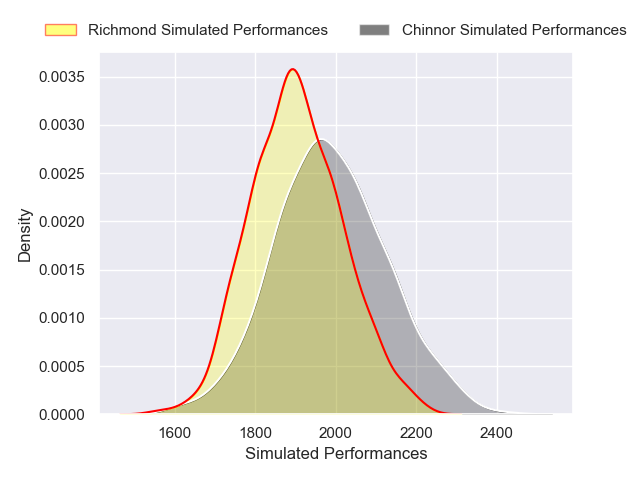 Richmond Simulated Performances Chinnor Simulated Performances
0.0035
0.0030
0.0025
0.0020
0.0015
0.0010
0.0005
0.0000
Density
1600 1800 2000 2200 2400
Simulated Performances